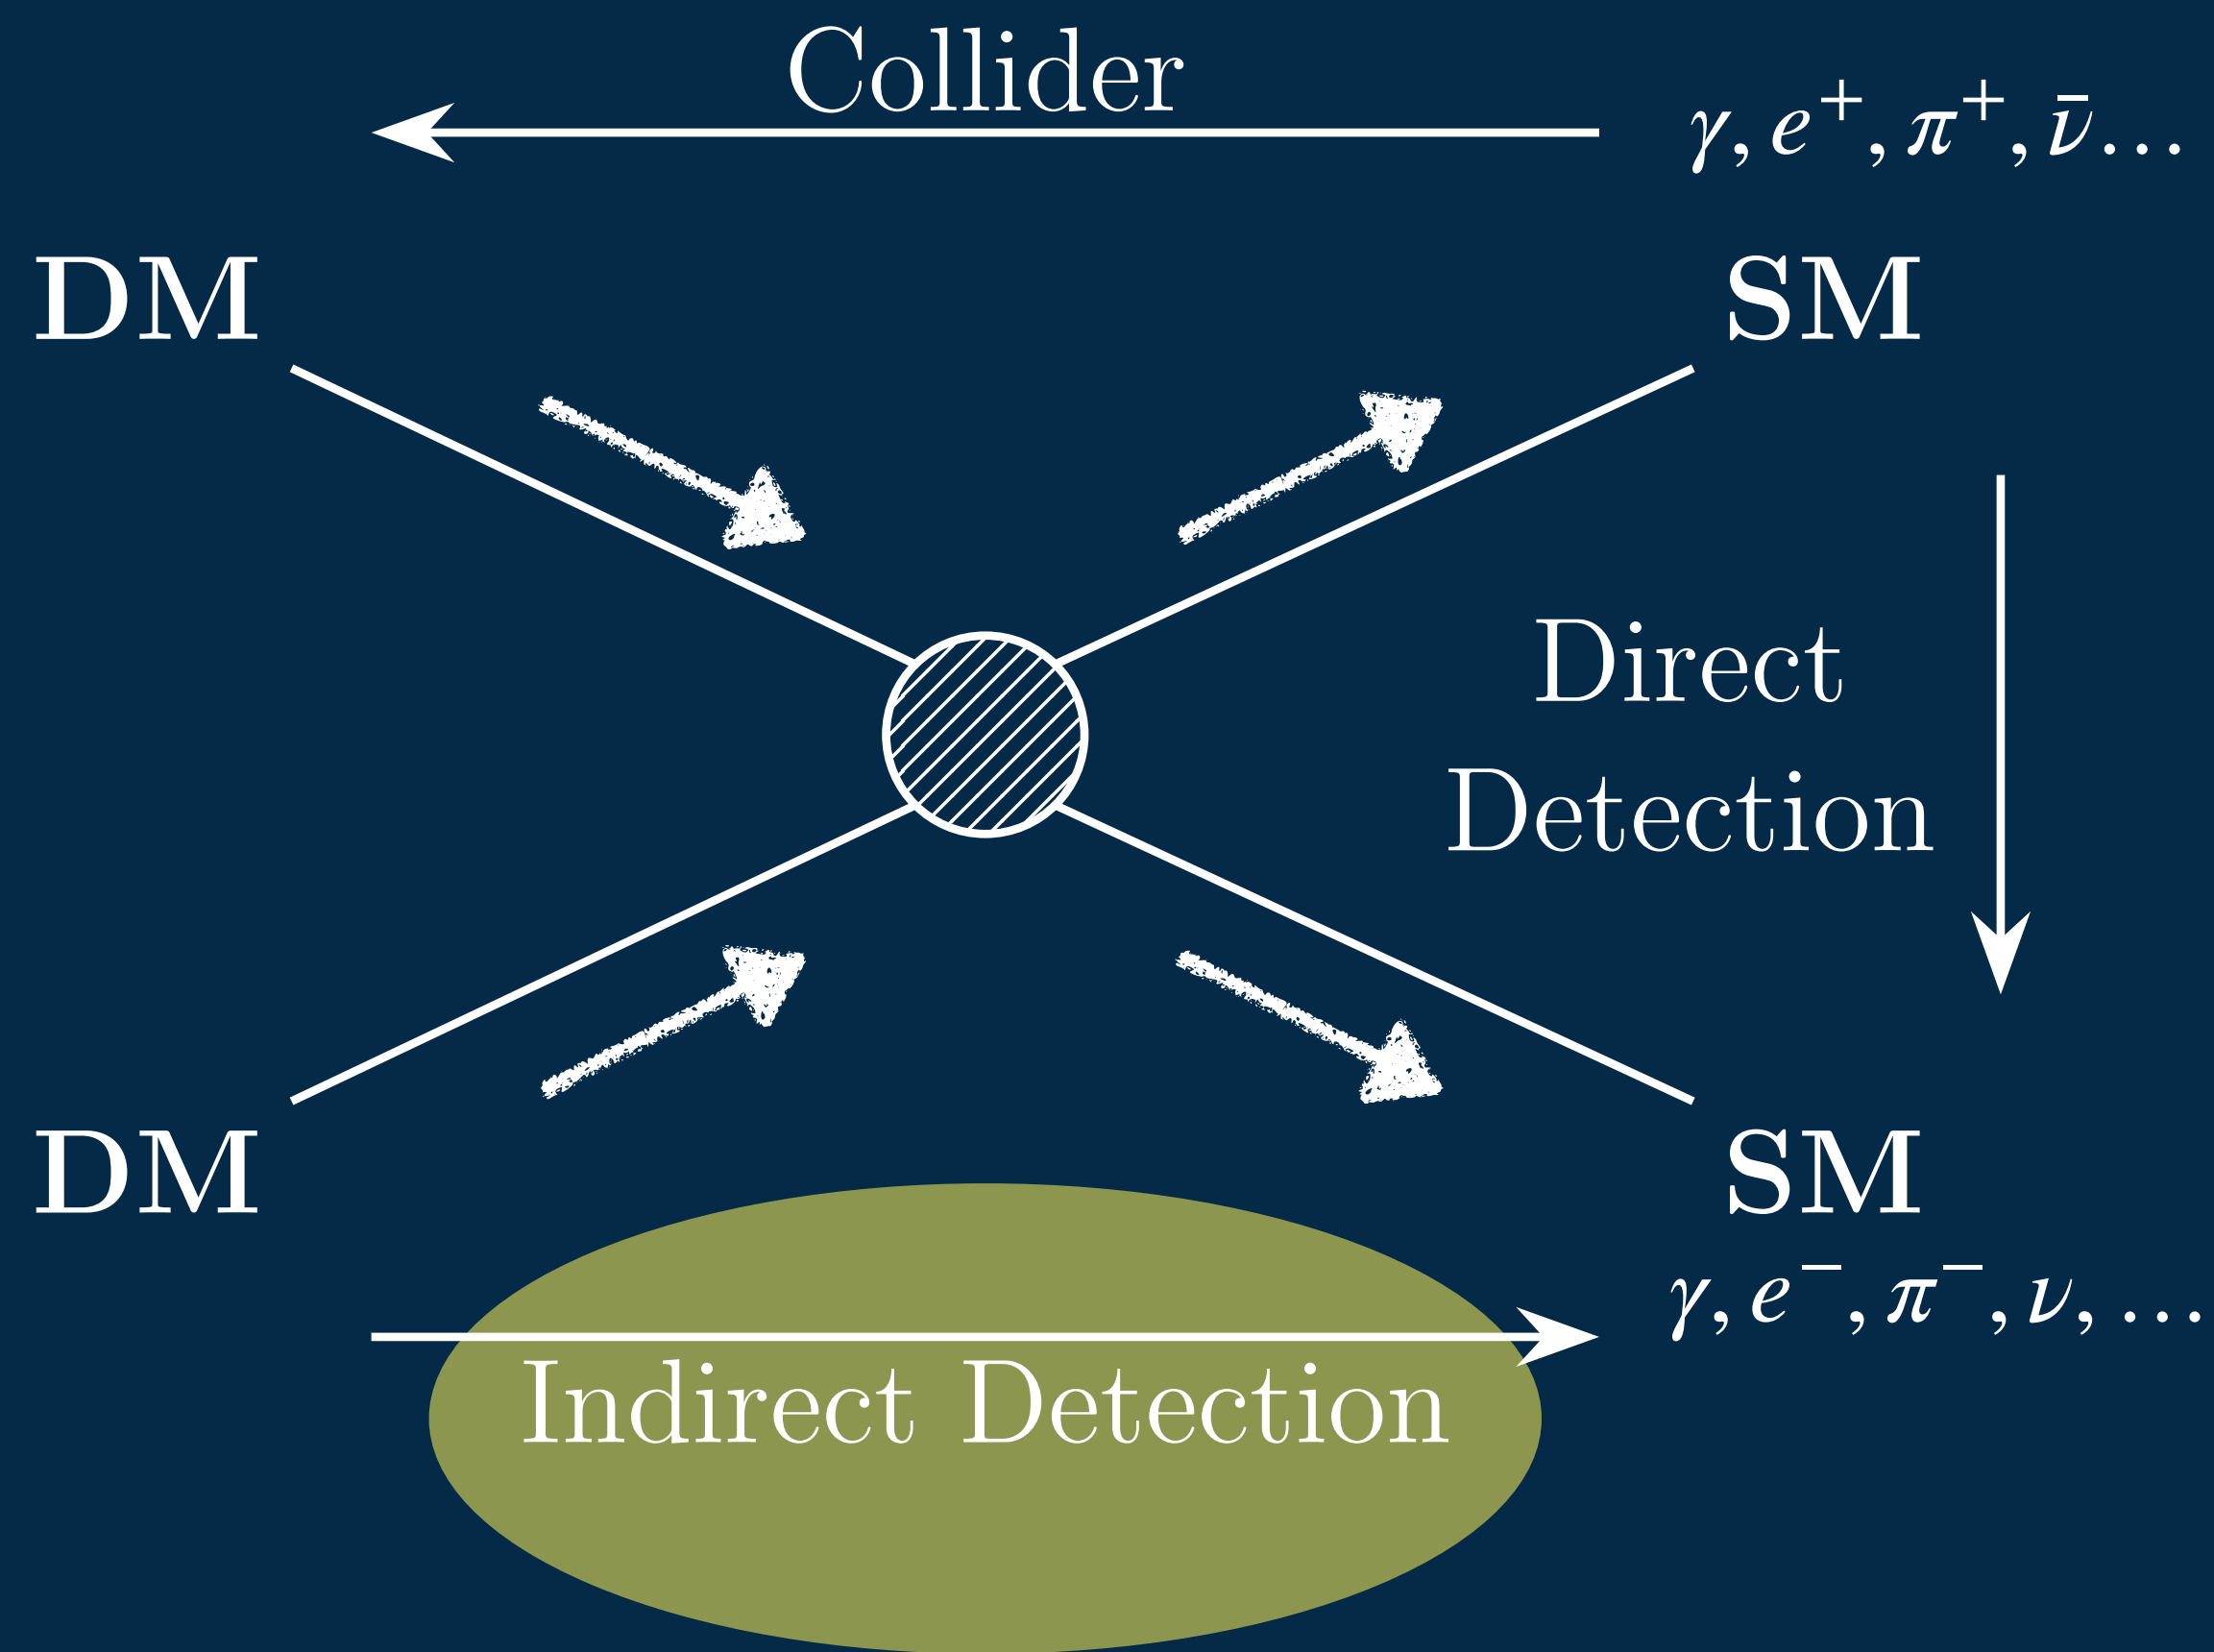 Collider
γ, e⁺, π⁺, ν̄...
DM
SM
Direct
Detection
DM
SM
γ, e⁻, π⁻, ν, ...
Indirect Detection